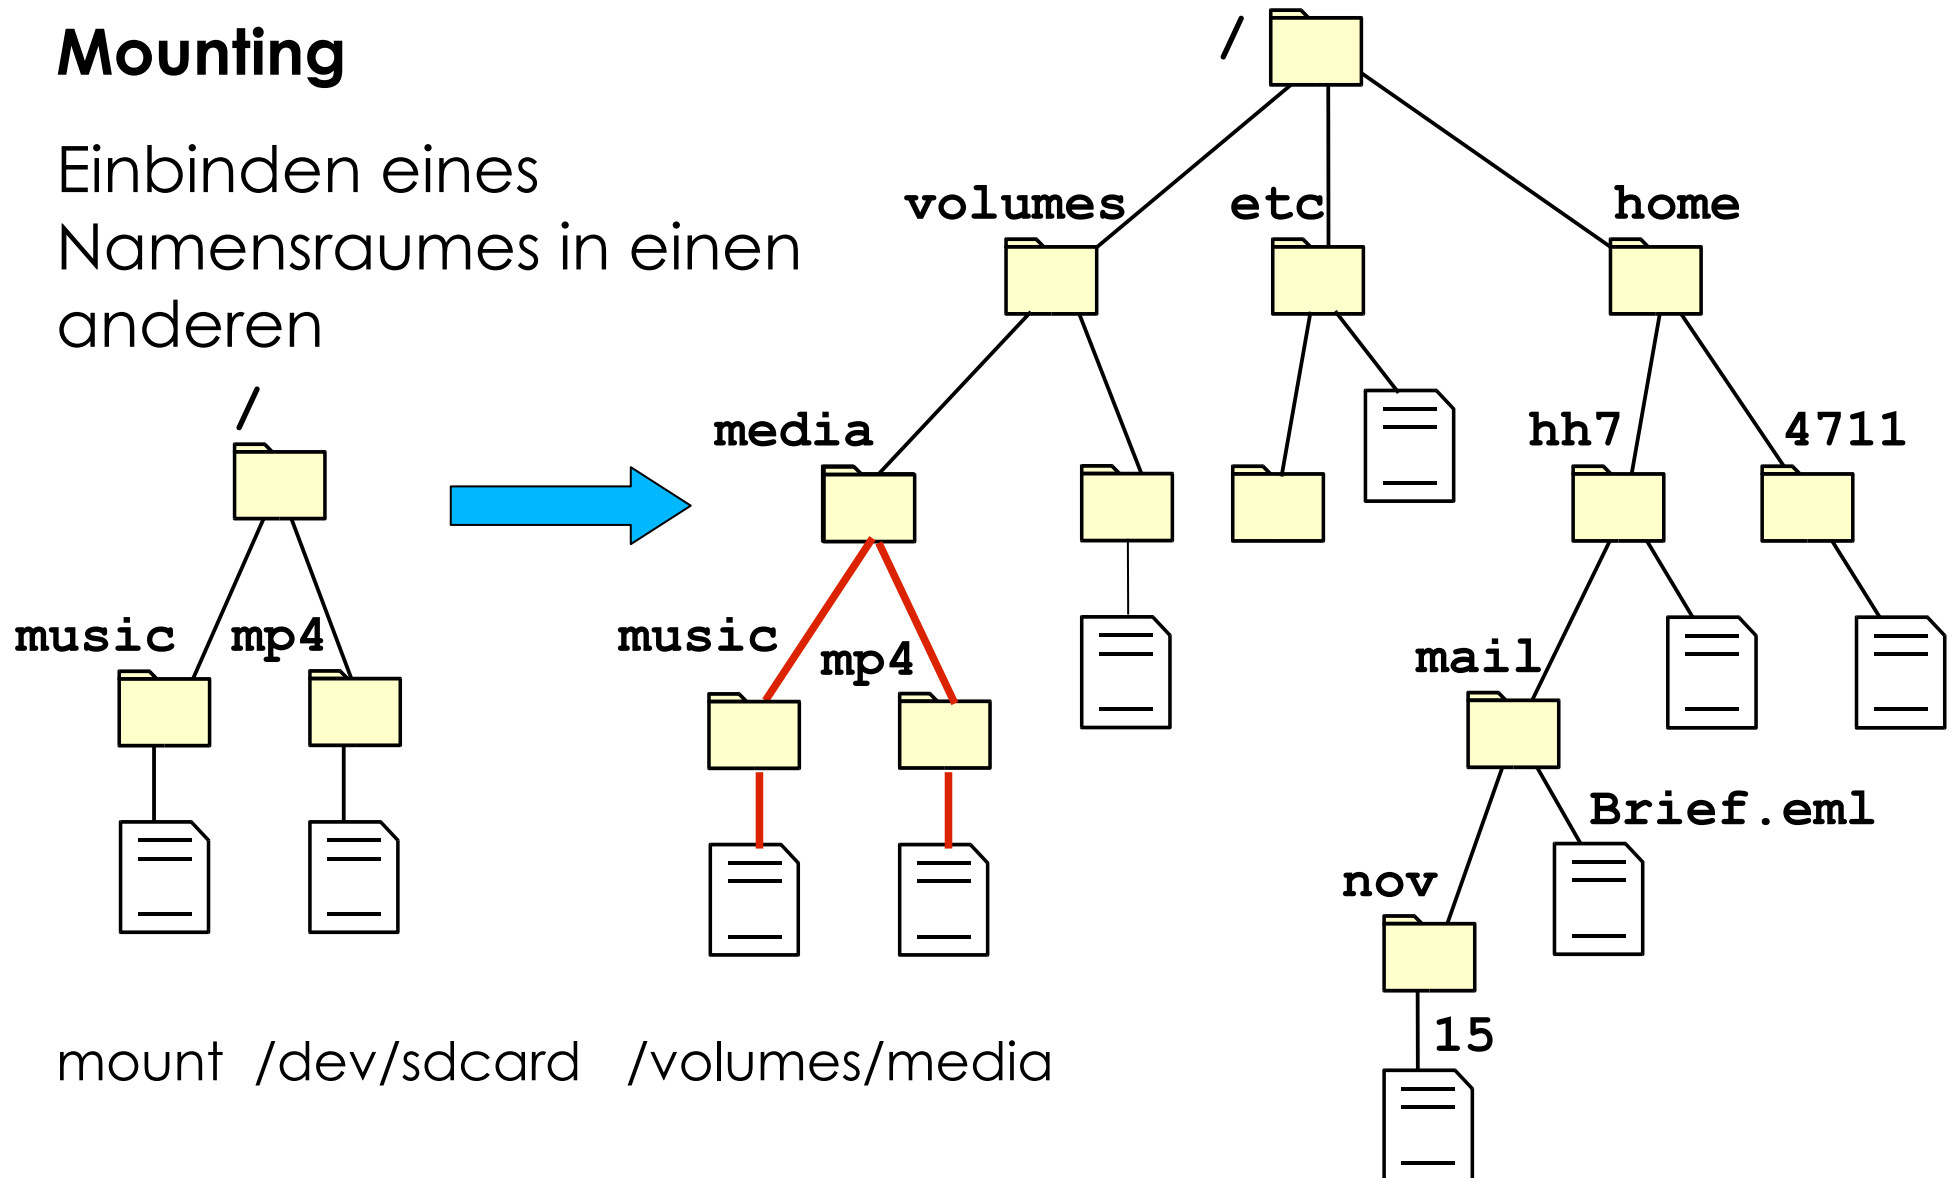 Mounting
Einbinden eines
Namensraumes in einen
anderen
/
volumes etc home
/
media hh7 4711
music mp4
music mp4
mail
Brief.eml
nov
15
mount /dev/sdcard /volumes/media